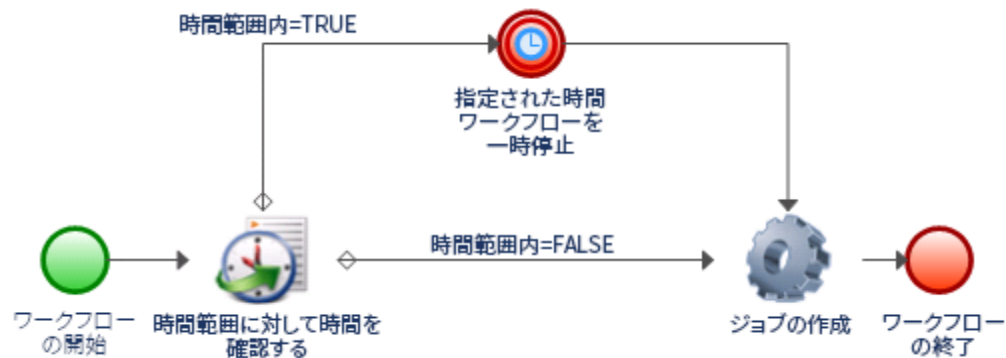 時間範囲内=TRUE
指定された時間
ワークフローを
一時停止
時間範囲内=FALSE
ワークフロー
の開始
時間範囲に対して時間を
確認する
ジョブの作成
ワークフロー
の終了